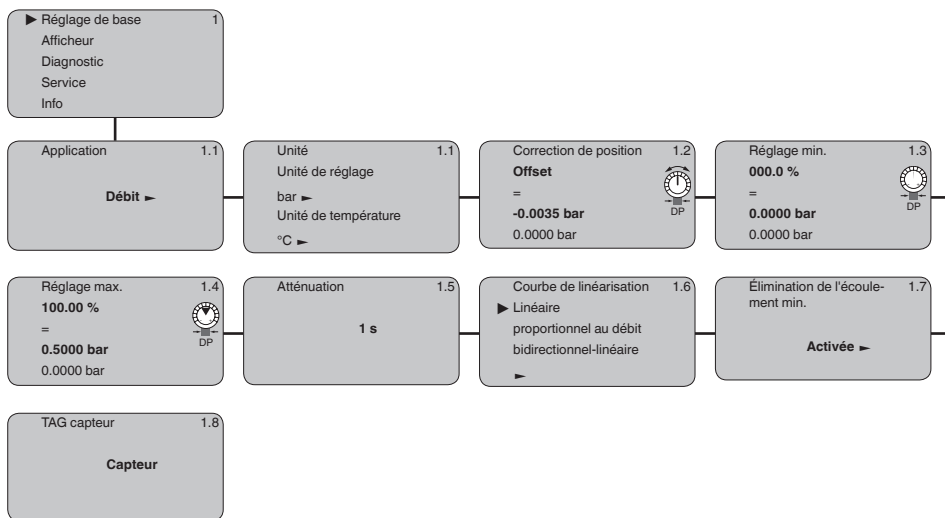 ▶ Réglage de base 1
Afficheur
Diagnostic
Service
Info
Application 1.1
Débit ►
Unité 1.1
Unité de réglage
bar ►
Unité de température
°C ►
Correction de position 1.2
Offset
=
-0.0035 bar
0.0000 bar
DP
Réglage min. 1.3
000.0 %
=
0.0000 bar
0.0000 bar
DP
Réglage max. 1.4
100.00 %
=
0.5000 bar
0.0000 bar
DP
Atténuation 1.5
1 s
Courbe de linéarisation 1.6
▶ Linéaire
proportionnel au débit
bidirectionnel-linéaire
►
Élimination de l'écoule- 1.7
ment min.
Activée ►
TAG capteur 1.8
Capteur